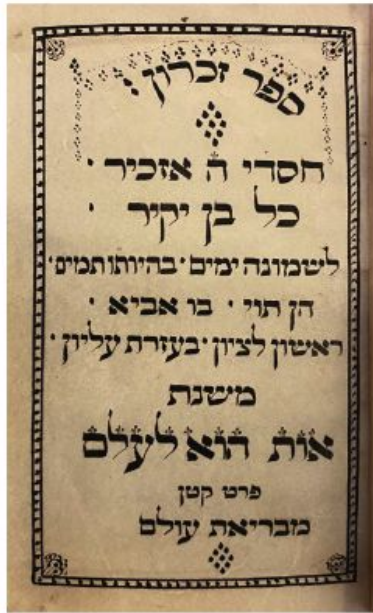 ספר זכרון
חסדי ה אזכיר ·
כל בן יקיר ·
לשמונה ימים · בהיותו תמים ·
הן תוי · בו אביא ·
ראשון לציון · בעזרת עליון ·
משנת
אות הוא לעלם
פרט קטן
מבריאת עולם